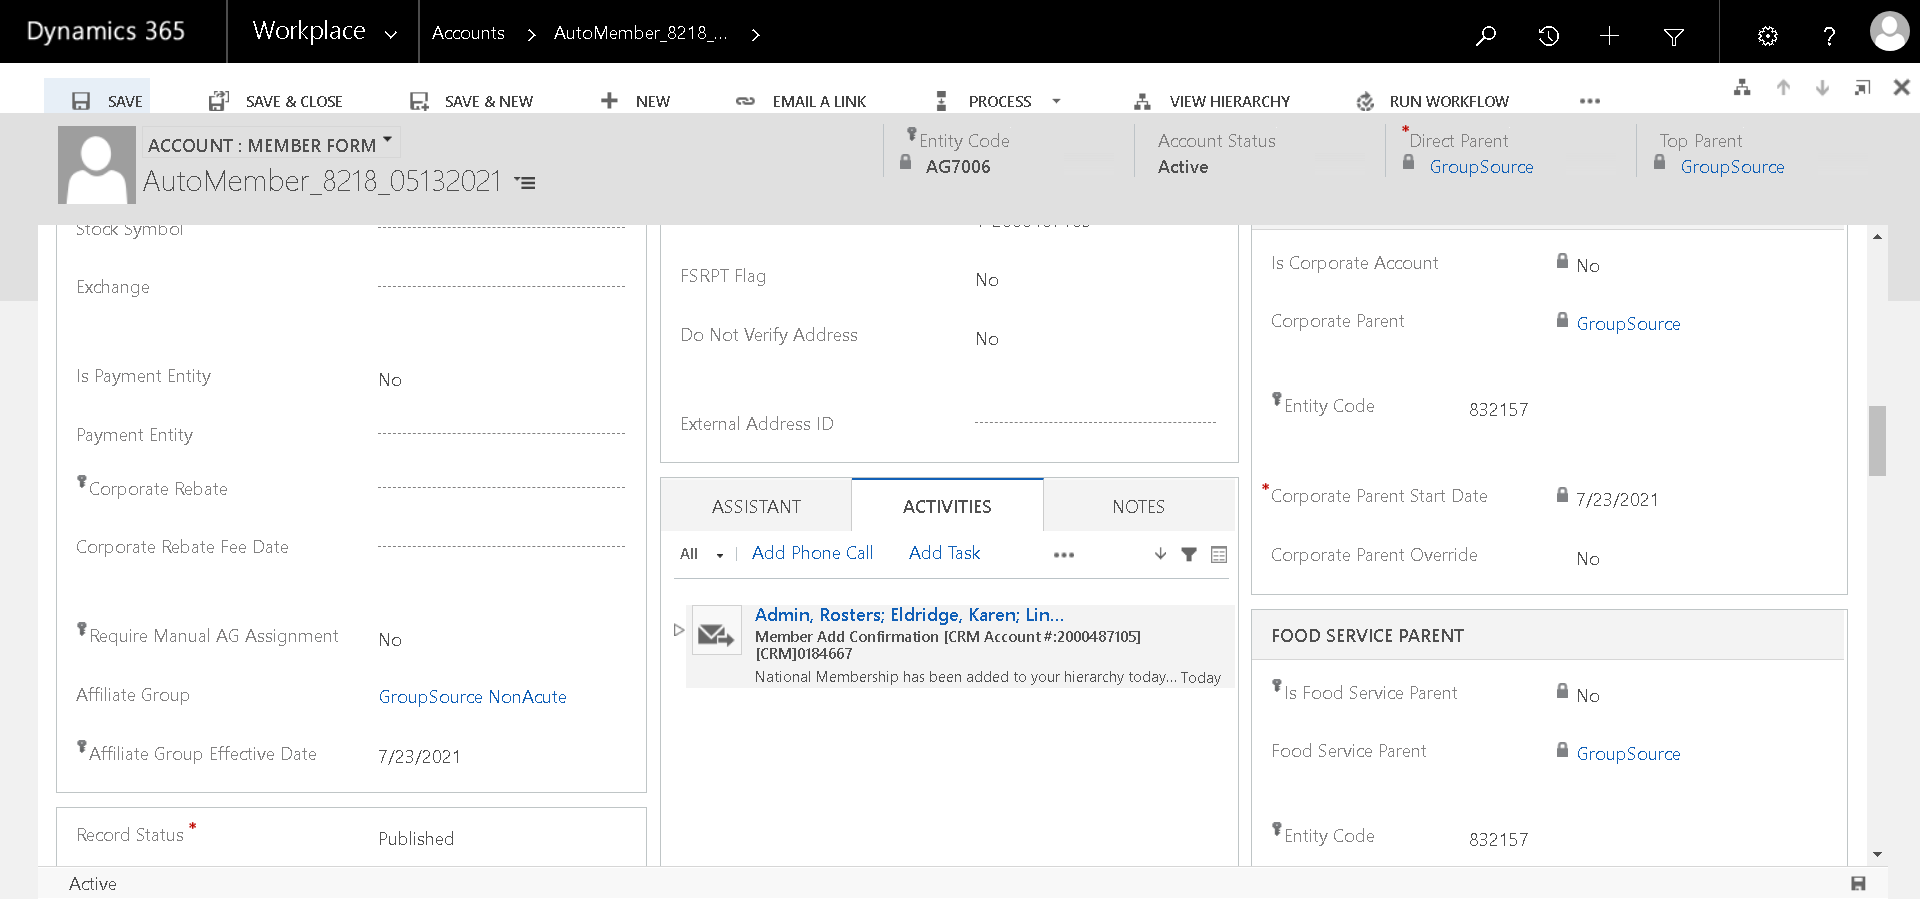 Dynamics 365
Workplace
Accounts
AutoMember_8218_...
SAVE
SAVE & CLOSE
SAVE & NEW
NEW
EMAIL A LINK
PROCESS
VIEW HIERARCHY
RUN WORKFLOW
ACCOUNT : MEMBER FORM
AutoMember_8218_05132021
Entity Code
AG7006
Account Status
Active
*Direct Parent
GroupSource
Top Parent
GroupSource
Stock Symbol
Exchange
Is Payment Entity
No
Payment Entity
Corporate Rebate
Corporate Rebate Fee Date
Require Manual AG Assignment
No
Affiliate Group
GroupSource NonAcute
Affiliate Group Effective Date
7/23/2021
Record Status *
Published
FSRPT Flag
No
Do Not Verify Address
No
External Address ID
ASSISTANT
ACTIVITIES
NOTES
All
Add Phone Call
Add Task
Admin, Rosters; Eldridge, Karen; Lin...
Member Add Confirmation [CRM Account #:2000487105]
[CRM]0184667
National Membership has been added to your hierarchy today... Today
Is Corporate Account
No
Corporate Parent
GroupSource
Entity Code
832157
*Corporate Parent Start Date
7/23/2021
Corporate Parent Override
No
FOOD SERVICE PARENT
Is Food Service Parent
No
Food Service Parent
GroupSource
Entity Code
832157
Active